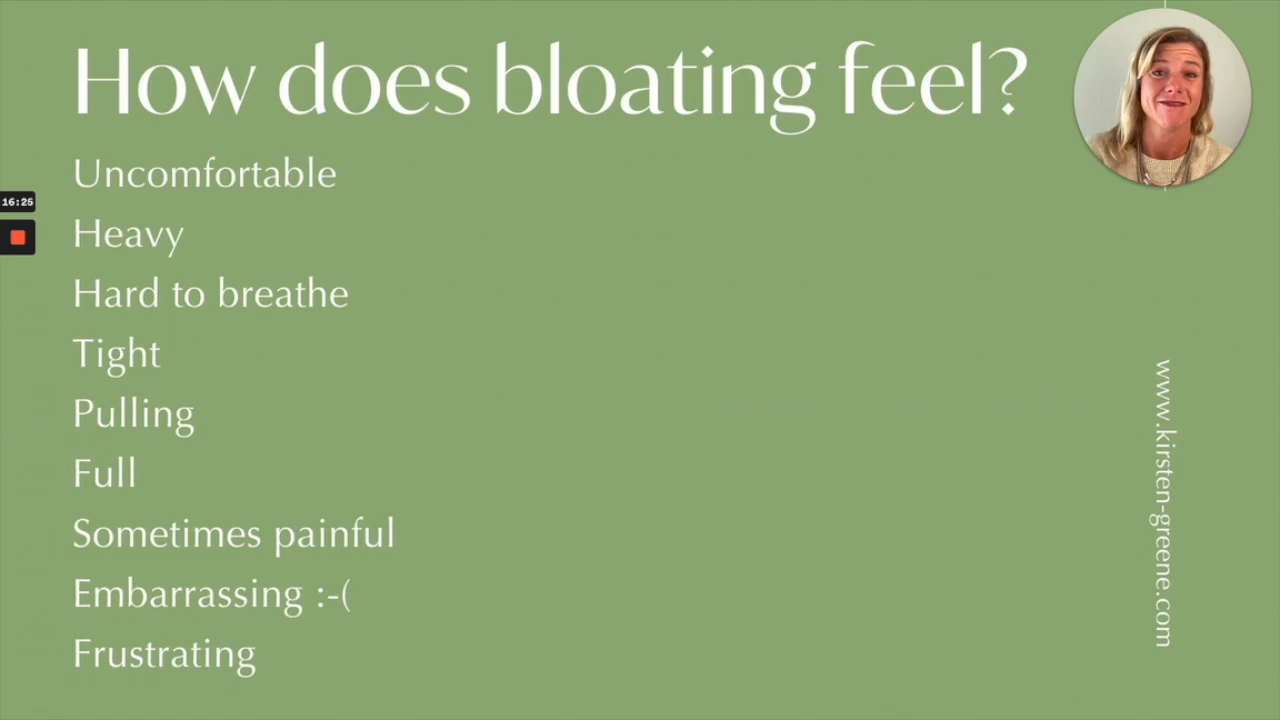 How does bloating feel?
Uncomfortable
16:25
Heavy
Hard to breathe
Tight
Pulling
Full
Sometimes painful
Embarrassing :-(
Frustrating
www.kirsten-greene.com